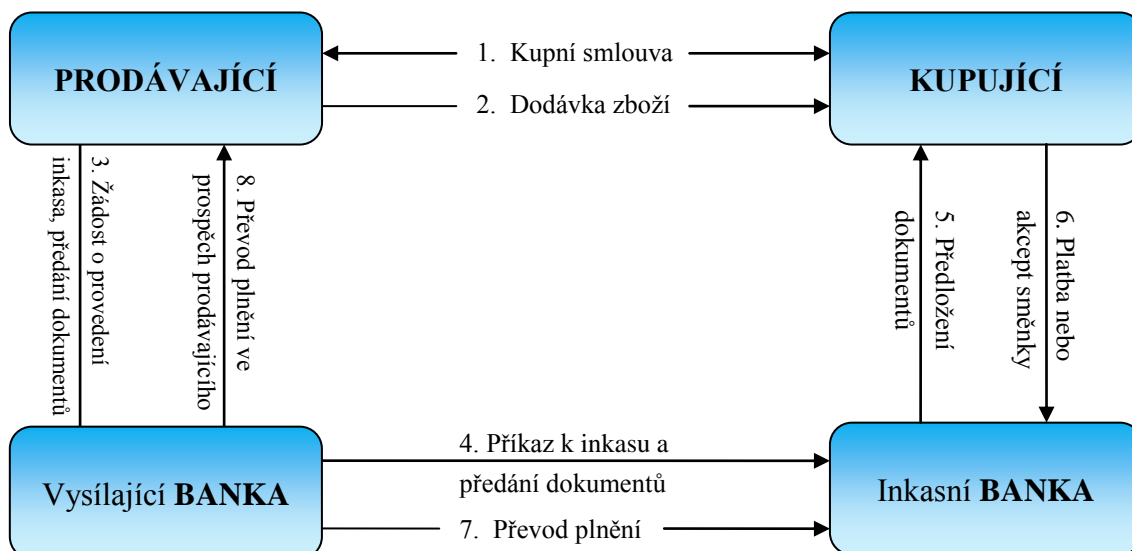 PRODÁVAJÍCÍ
1. Kupní smlouva
2. Dodávka zboží
KUPUJÍCÍ
3. Žádost o provedení
inkasa, předání dokumentů
8. Převod plnění ve
prospěch prodávajícího
5. Předložení
dokumentů
6. Platba nebo
akcept směnky
Vysílající BANKA
4. Příkaz k inkasu a
předání dokumentů
7. Převod plnění
Inkasní BANKA